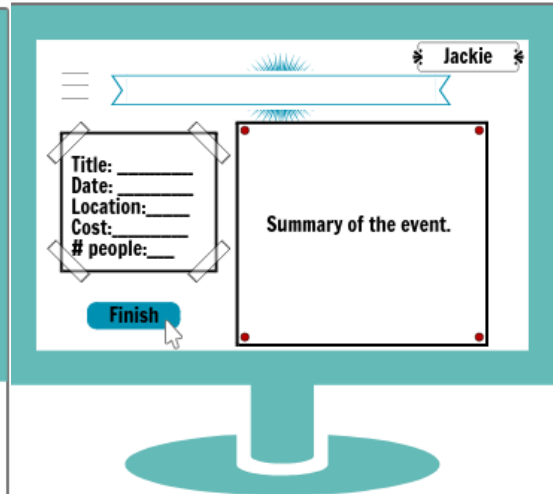 Jackie
Title: ________
Date: ________
Location:_____
Cost:________
# people:___
Summary of the event.
Finish